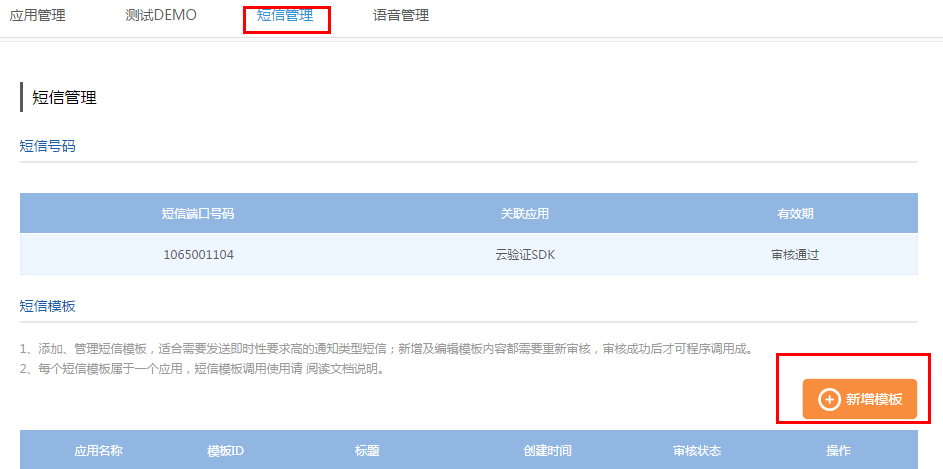 应用管理 测试DEMO 短信管理 语音管理
短信管理
短信号码
短信端口号码 关联应用 有效期
1065001104 云验证SDK 审核通过
短信模板
1、添加、管理短信模板，适合需要发送即时性要求高的通知类型短信；新增及编辑模板内容都需要重新审核，审核成功后才可程序调用成。
2、每个短信模板属于一个应用，短信模板调用使用请 阅读文档说明。
新增模板
应用名称 模板ID 标题 创建时间 审核状态 操作